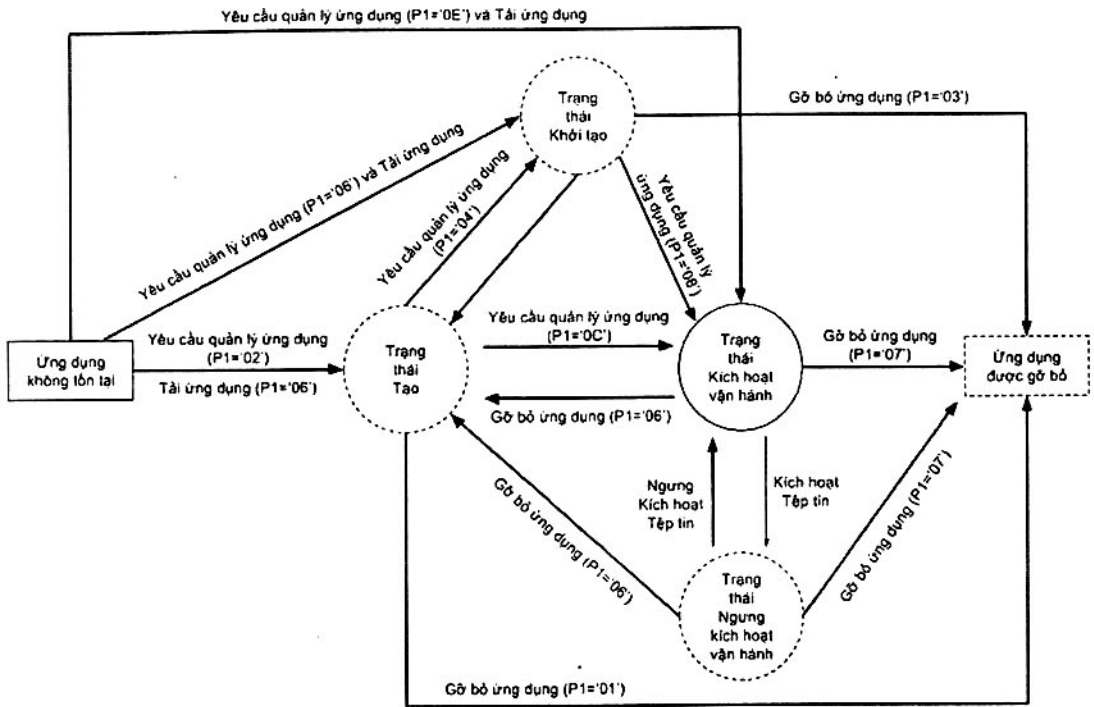 Yêu cầu quản lý ứng dụng (P1='0E') và Tải ứng dụng
Trạng
thái
Khởi tạo
Gỡ bỏ ứng dụng (P1='03')
Yêu cầu quản lý ứng dụng (P1='06') và Tải ứng dụng
Yêu cầu quản lý ứng dụng
(P1='04')
Yêu cầu quản lý
ứng dụng (P1='08')
Ứng dụng
không tồn tại
Yêu cầu quản lý ứng dụng
(P1='02')
Tải ứng dụng (P1='06')
Trạng
thái
Tạo
Yêu cầu quản lý ứng dụng
(P1='0C')
Gỡ bỏ ứng dụng (P1='06')
Trạng
thái
Kích hoạt
vận hành
Gỡ bỏ ứng dụng
(P1='07')
Ứng dụng
được gỡ bỏ
Gỡ bỏ ứng dụng (P1='06')
Ngưng
Kích hoạt
Tệp tin
Kích hoạt
Tệp tin
Gỡ bỏ ứng dụng (P1='07')
Trạng
thái
Ngưng
kích hoạt
vận hành
Gỡ bỏ ứng dụng (P1='01')